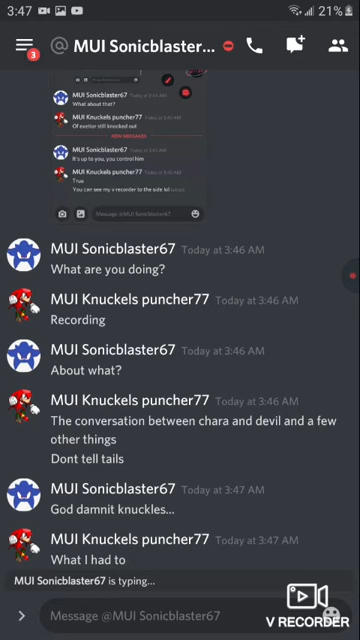 3:47
21%
3
@ MUI Sonicblaster...
MUI Sonicblaster67 Today at 3:45 AM
What about that?
MUI Knuckels puncher77 Today at 3:45 AM
still knocked out
NEW MESSAGES
MUI Sonicblaster67 Today at 3:45 AM
It's up to you, you control him
MUI Knuckels puncher77 Today at 3:45 AM
True
You can see my v recorder to the side lol
Message @MUI Sonicblaster67
MUI Sonicblaster67 Today at 3:46 AM
What are you doing?
MUI Knuckels puncher77 Today at 3:46 AM
Recording
MUI Sonicblaster67 Today at 3:46 AM
About what?
MUI Knuckels puncher77 Today at 3:46 AM
The conversation between chara and devil and a few
other things
Dont tell tails
MUI Sonicblaster67 Today at 3:47 AM
God damnit knuckles...
MUI Knuckels puncher77 Today at 3:47 AM
What I had to
MUI Sonicblaster67 is typing...
Message @MUI Sonicblaster67
V RECORDER